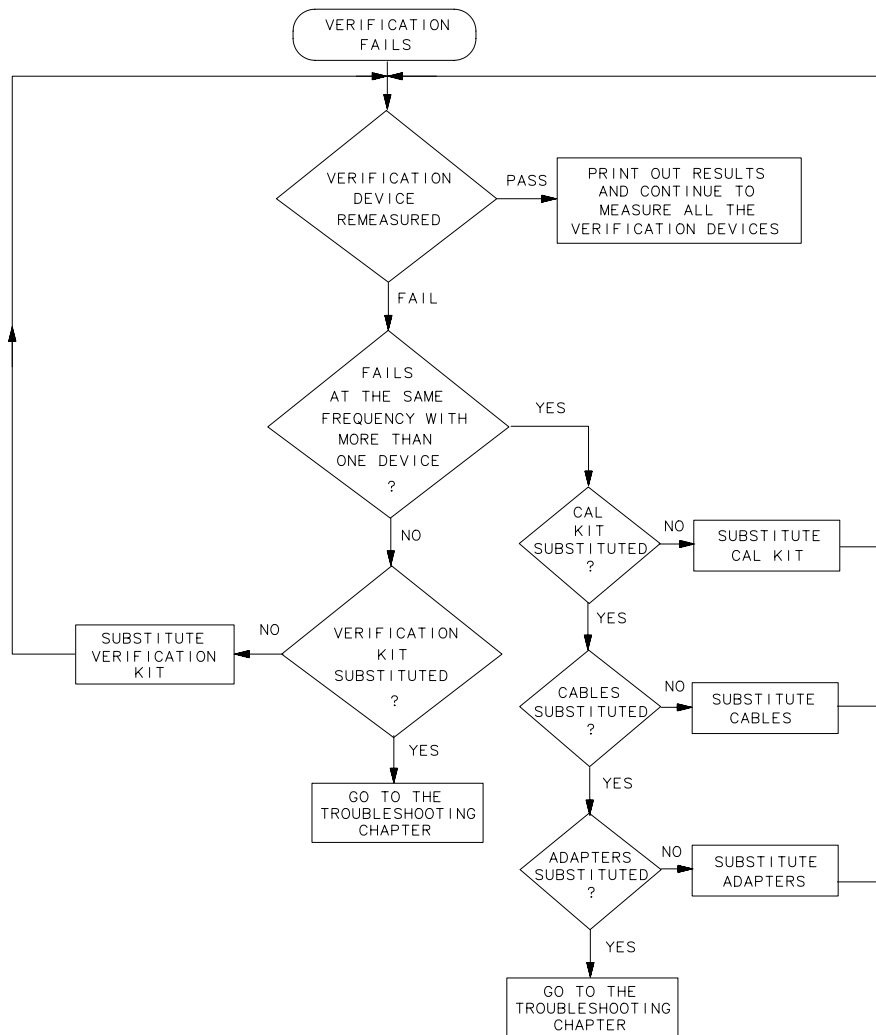 VERIFICATION
FAILS
VERIFICATION
DEVICE
REMEASURED
PASS
PRINT OUT RESULTS
AND CONTINUE TO
MEASURE ALL THE
VERIFICATION DEVICES
FAIL
FAILS
AT THE SAME
FREQUENCY WITH
MORE THAN
ONE DEVICE
?
YES
NO
CAL
KIT
SUBSTITUTED
?
NO
SUBSTITUTE
CAL KIT
YES
VERIFICATION
KIT
SUBSTITUTED
?
NO
SUBSTITUTE
VERIFICATION
KIT
YES
GO TO THE
TROUBLESHOOTING
CHAPTER
CABLES
SUBSTITUTED
?
NO
SUBSTITUTE
CABLES
YES
ADAPTERS
SUBSTITUTED
?
NO
SUBSTITUTE
ADAPTERS
YES
GO TO THE
TROUBLESHOOTING
CHAPTER